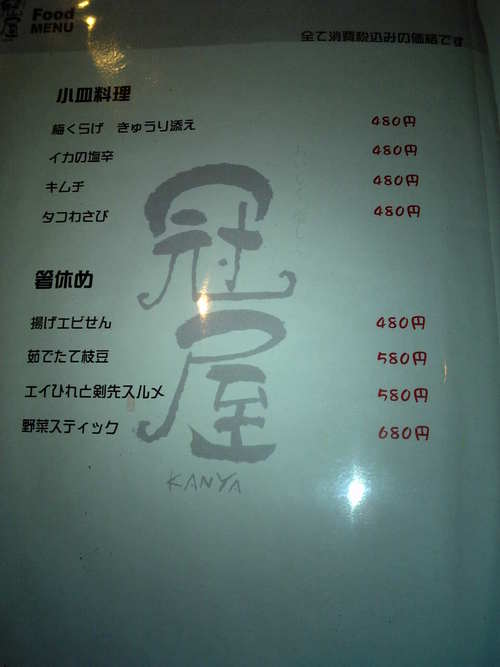 Food
MENU
全て消費税込みの価格です
小皿料理
梅くらげ きゅうり添え 480円
イカの塩辛 480円
キムチ 480円
タコわさび 480円
箸休め
揚げエビせん 480円
茹でたて枝豆 580円
エイひれと剣先スルメ 580円
野菜スティック 680円
冠屋
KANYA